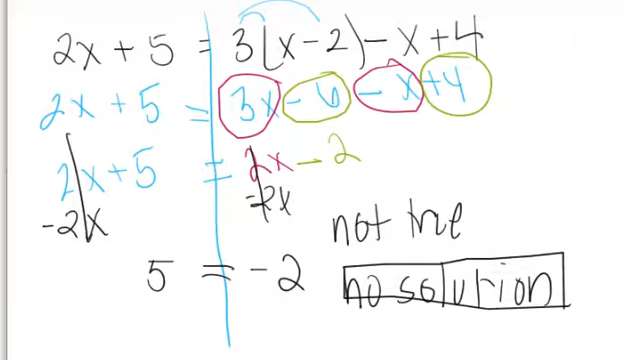 2x + 5 = 3(x - 2) - x + 4
2x + 5 = 3x - 6 - x + 4
2x + 5 = 2x - 2
-2x -2x
not true
5 = -2
no solution